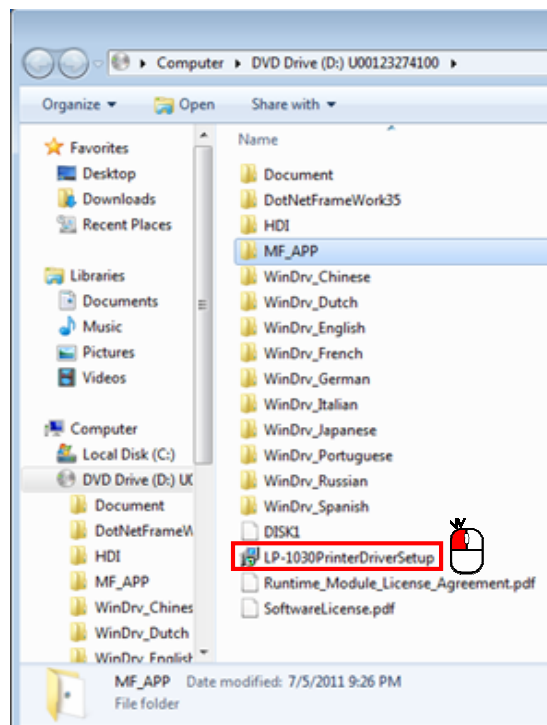 Computer ▸ DVD Drive (D:) U00123274100 ▸
Organize ▾ Open Share with ▾
Favorites
Desktop
Downloads
Recent Places
Libraries
Documents
Music
Pictures
Videos
Computer
Local Disk (C:)
DVD Drive (D:) U0
Document
DotNetFrameW
HDI
MF_APP
WinDrv_Chines
WinDrv_Dutch
WinDrv_English
Name
Document
DotNetFrameWork35
HDI
MF_APP
WinDrv_Chinese
WinDrv_Dutch
WinDrv_English
WinDrv_French
WinDrv_German
WinDrv_Italian
WinDrv_Japanese
WinDrv_Portuguese
WinDrv_Russian
WinDrv_Spanish
DISK1
LP-1030PrinterDriverSetup
Runtime_Module_License_Agreement.pdf
SoftwareLicense.pdf
MF_APP Date modified: 7/5/2011 9:26 PM
File folder